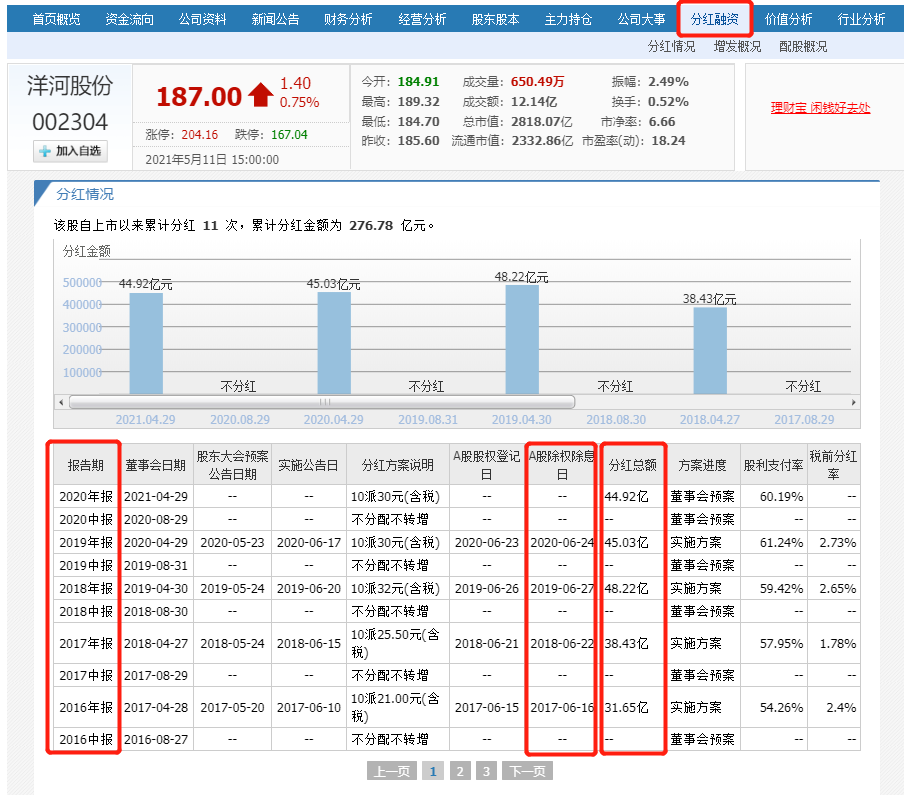 首页概览 资金流向 公司资料 新闻公告 财务分析 经营分析 股东股本 主力持仓 公司大事 分红融资 价值分析 行业分析
分红情况 增发概况 配股概况
洋河股份
002304
加入自选
187.00 1.40
0.75%
涨停: 204.16 跌停: 167.04
2021年5月11日 15:00:00
今开: 184.91 成交量: 650.49万 振幅: 2.49%
最高: 189.32 成交额: 12.14亿 换手: 0.52%
最低: 184.70 总市值: 2818.07亿 市净率: 6.66
昨收: 185.60 流通市值: 2332.86亿 市盈率(动): 18.24
理财宝 闲钱好去处
分红情况
该股自上市以来累计分红 11 次，累计分红金额为 276.78 亿元。
分红金额
500000 44.92亿元 45.03亿元 48.22亿元 38.43亿元
400000
300000
200000
100000
不分红 不分红 不分红 不分红
2021.04.29 2020.08.29 2020.04.29 2019.08.31 2019.04.30 2018.08.30 2018.04.27 2017.08.29
报告期 董事会日期 股东大会预案公告日期 实施公告日 分红方案说明 A股股权登记日 A股除权除息日 分红总额 方案进度 股利支付率 税前分红率
2020年报 2021-04-29 -- -- 10派30元(含税) -- -- 44.92亿 董事会预案 60.19% --
2020中报 2020-08-29 -- -- 不分配不转增 -- -- -- 董事会预案 -- --
2019年报 2020-04-29 2020-05-23 2020-06-17 10派30元(含税) 2020-06-23 2020-06-24 45.03亿 实施方案 61.24% 2.73%
2019中报 2019-08-31 -- -- 不分配不转增 -- -- -- 董事会预案 -- --
2018年报 2019-04-30 2019-05-24 2019-06-20 10派32元(含税) 2019-06-26 2019-06-27 48.22亿 实施方案 59.42% 2.65%
2018中报 2018-08-30 -- -- 不分配不转增 -- -- -- 董事会预案 -- --
2017年报 2018-04-27 2018-05-24 2018-06-15 10派25.50元(含税) 2018-06-21 2018-06-22 38.43亿 实施方案 57.95% 1.78%
2017中报 2017-08-29 -- -- 不分配不转增 -- -- -- 董事会预案 -- --
2016年报 2017-04-28 2017-05-20 2017-06-10 10派21.00元(含税) 2017-06-15 2017-06-16 31.65亿 实施方案 54.26% 2.4%
2016中报 2016-08-27 -- -- 不分配不转增 -- -- -- 董事会预案 -- --
上一页 1 2 3 下一页